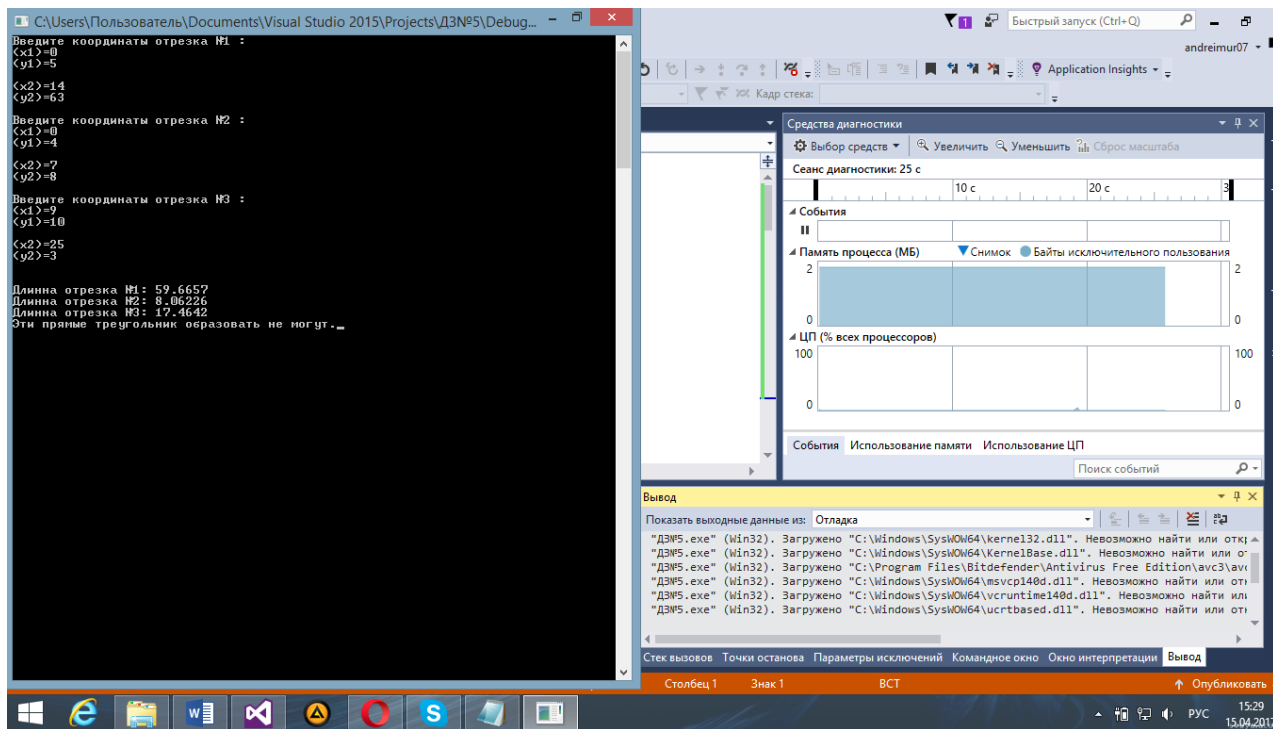 C:\Users\Пользователь\Documents\Visual Studio 2015\Projects\ДЗ№5\Debug...
Введите координаты отрезка №1 :
(x1)=0
(y1)=5
(x2)=14
(y2)=63
Введите координаты отрезка №2 :
(x1)=0
(y1)=4
(x2)=7
(y2)=8
Введите координаты отрезка №3 :
(x1)=9
(y1)=10
(x2)=25
(y2)=3
Длинна отрезка №1: 59.6657
Длинна отрезка №2: 8.06226
Длинна отрезка №3: 17.4642
Эти прямые треугольник образовать не могут._
1
Быстрый запуск (Ctrl+Q)
andreimur07
Application Insights
Кадр стека:
Средства диагностики
Выбор средств
Увеличить
Уменьшить
Сброс масштаба
Сеанс диагностики: 25 с
10 с
20 с
3
События
Память процесса (МБ)
Снимок
Байты исключительного пользования
2
2
0
0
ЦП (% всех процессоров)
100
100
0
0
События Использование памяти Использование ЦП
Поиск событий
Вывод
Показать выходные данные из: Отладка
"ДЗ№5.exe" (Win32). Загружено "C:\Windows\SysWOW64\kernel32.dll". Невозможно найти или
"ДЗ№5.exe" (Win32). Загружено "C:\Windows\SysWOW64\KernelBase.dll". Невозможно найти или
"ДЗ№5.exe" (Win32). Загружено "C:\Program Files\Bitdefender\Antivirus Free Edition\avc3\
"ДЗ№5.exe" (Win32). Загружено "C:\Windows\SysWOW64\msvcp140d.dll". Невозможно найти или
"ДЗ№5.exe" (Win32). Загружено "C:\Windows\SysWOW64\vcruntime140d.dll". Невозможно найти или
"ДЗ№5.exe" (Win32). Загружено "C:\Windows\SysWOW64\ucrtbased.dll". Невозможно найти или
Стек вызовов Точки останова Параметры исключений Командное окно Окно интерпретации Вывод
Столбец 1 Знак 1 ВСТ Опубликовать
РУС
15:29
15.04.2017